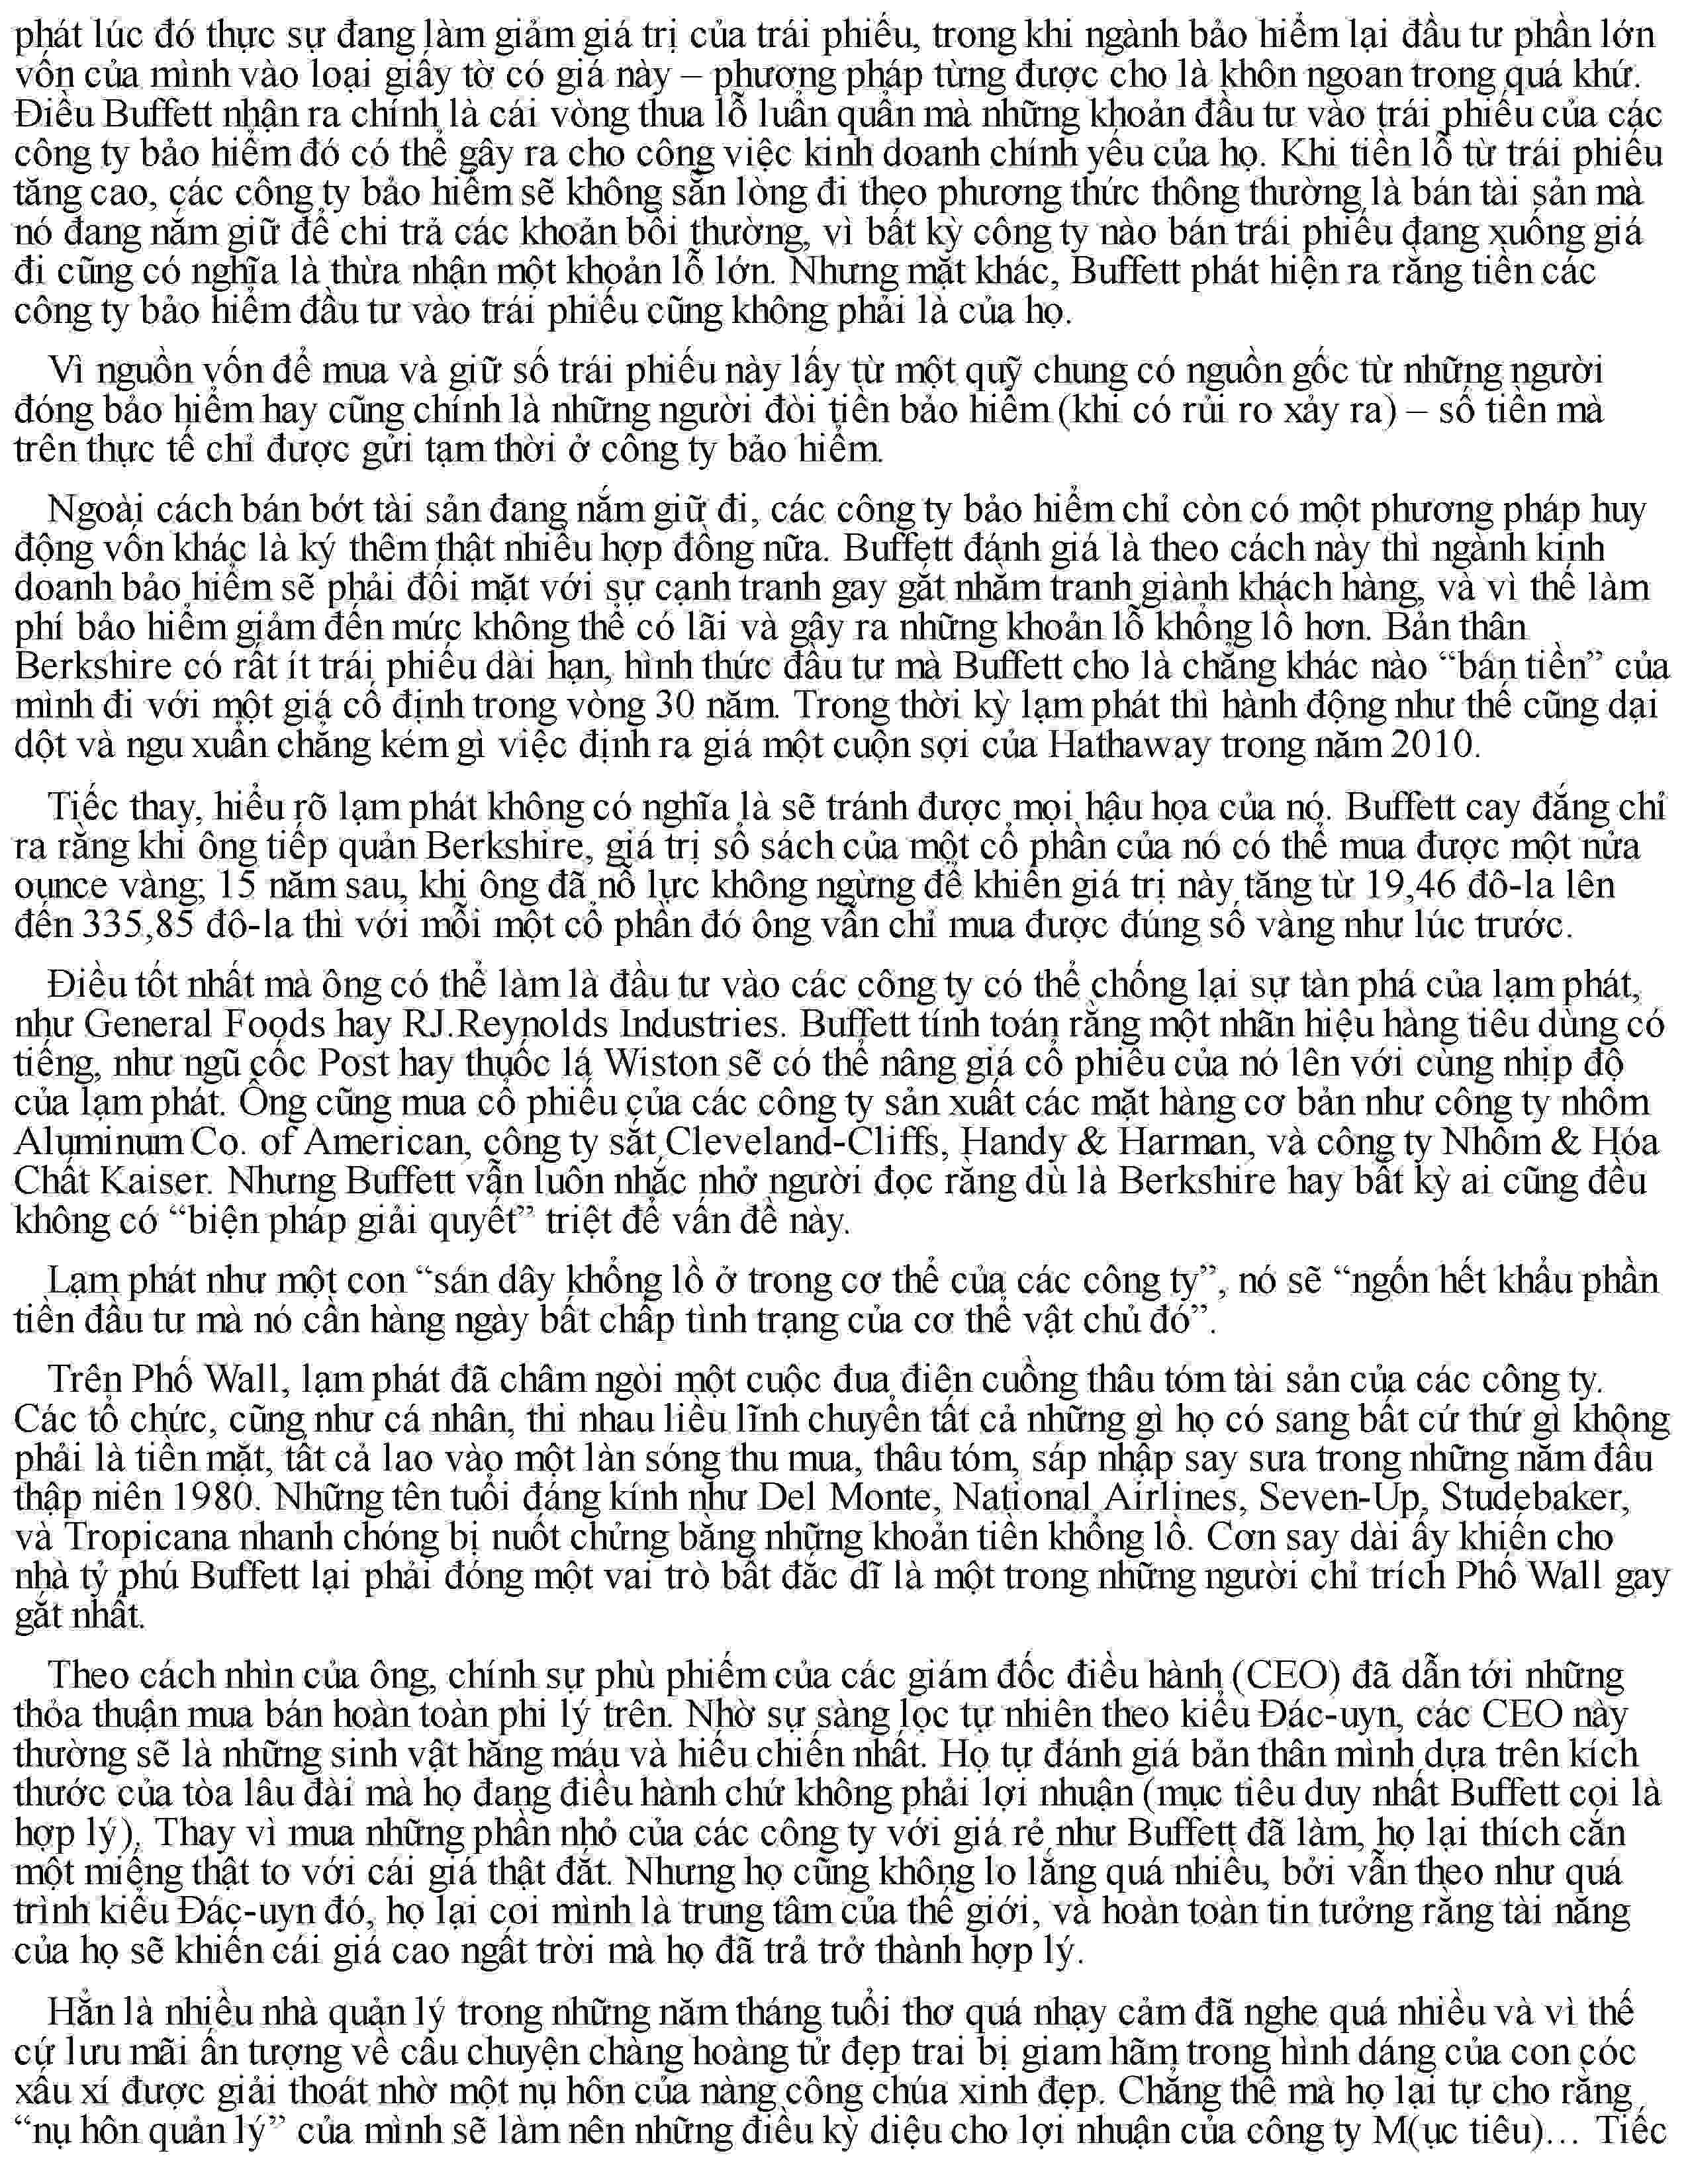 phát lúc đó thực sự đang làm giảm giá trị của trái phiếu, trong khi ngành bảo hiểm lại đầu tư phần lớn
vốn của mình vào loại giấy tờ có giá này – phương pháp từng được cho là khôn ngoan trong quá khứ.
Điều Buffett nhận ra chính là cái vòng thua lỗ luẩn quẩn mà những khoản đầu tư vào trái phiếu của các
công ty bảo hiểm đó có thể gây ra cho công việc kinh doanh chính yếu của họ. Khi tiền lỗ từ trái phiếu
tăng cao, các công ty bảo hiểm sẽ không sẵn lòng đi theo phương thức thông thường là bán tài sản mà
nó đang nắm giữ để chi trả các khoản bồi thường, vì bất kỳ công ty nào bán trái phiếu đang xuống giá
đi cũng có nghĩa là thừa nhận một khoản lỗ lớn. Nhưng mặt khác, Buffett phát hiện ra rằng tiền các
công ty bảo hiểm đầu tư vào trái phiếu cũng không phải là của họ.
Vì nguồn vốn để mua và giữ số trái phiếu này lấy từ một quỹ chung có nguồn gốc từ những người
đóng bảo hiểm hay cũng chính là những người đòi tiền bảo hiểm (khi có rủi ro xảy ra) – số tiền mà
trên thực tế chỉ được gửi tạm thời ở công ty bảo hiểm.
Ngoài cách bán bớt tài sản đang nắm giữ đi, các công ty bảo hiểm chỉ còn có một phương pháp huy
động vốn khác là ký thêm thật nhiều hợp đồng nữa. Buffett đánh giá là theo cách này thì ngành kinh
doanh bảo hiểm sẽ phải đối mặt với sự cạnh tranh gay gắt nhằm tranh giành khách hàng, và vì thế làm
phí bảo hiểm giảm đến mức không thể có lãi và gây ra những khoản lỗ khổng lồ hơn. Bản thân
Berkshire có rất ít trái phiếu dài hạn, hình thức đầu tư mà Buffett cho là chẳng khác nào “bán tiền” của
mình đi với một giá cố định trong vòng 30 năm. Trong thời kỳ lạm phát thì hành động như thế cũng dại
dột và ngu xuẩn chẳng kém gì việc định ra giá một cuộn sợi của Hathaway trong năm 2010.
Tiếc thay, hiểu rõ lạm phát không có nghĩa là sẽ tránh được mọi hậu họa của nó. Buffett cay đắng chỉ
ra rằng khi ông tiếp quản Berkshire, giá trị sổ sách của một cổ phần của nó có thể mua được một nửa
ounce vàng; 15 năm sau, khi ông đã nỗ lực không ngừng để khiến giá trị này tăng từ 19,46 đô-la lên
đến 335,85 đô-la thì với mỗi một cổ phần đó ông vẫn chỉ mua được đúng số vàng như lúc trước.
Điều tốt nhất mà ông có thể làm là đầu tư vào các công ty có thể chống lại sự tàn phá của lạm phát,
như General Foods hay RJ.Reynolds Industries. Buffett tính toán rằng một nhãn hiệu hàng tiêu dùng có
tiếng, như ngũ cốc Post hay thuốc lá Wiston sẽ có thể nâng giá cổ phiếu của nó lên với cùng nhịp độ
của lạm phát. Ông cũng mua cổ phiếu của các công ty sản xuất các mặt hàng cơ bản như công ty nhôm
Aluminum Co. of American, công ty sắt Cleveland-Cliffs, Handy & Harman, và công ty Nhôm & Hóa
Chất Kaiser. Nhưng Buffett vẫn luôn nhắc nhở người đọc rằng dù là Berkshire hay bất kỳ ai cũng đều
không có “biện pháp giải quyết” triệt để vấn đề này.
Lạm phát như một con “sán dây khổng lồ ở trong cơ thể của các công ty”, nó sẽ “ngốn hết khẩu phần
tiền đầu tư mà nó cần hàng ngày bất chấp tình trạng của cơ thể vật chủ đó”.
Trên Phố Wall, lạm phát đã châm ngòi một cuộc đua điên cuồng thâu tóm tài sản của các công ty.
Các tổ chức, cũng như cá nhân, thi nhau liều lĩnh chuyển tất cả những gì họ có sang bất cứ thứ gì không
phải là tiền mặt, tất cả lao vào một làn sóng thu mua, thâu tóm, sáp nhập say sưa trong những năm đầu
thập niên 1980. Những tên tuổi đáng kính như Del Monte, National Airlines, Seven-Up, Studebaker,
và Tropicana nhanh chóng bị nuốt chửng bằng những khoản tiền khổng lồ. Cơn say dài ấy khiến cho
nhà tỷ phú Buffett lại phải đóng một vai trò bất đắc dĩ là một trong những người chỉ trích Phố Wall gay
gắt nhất.
Theo cách nhìn của ông, chính sự phù phiếm của các giám đốc điều hành (CEO) đã dẫn tới những
thỏa thuận mua bán hoàn toàn phi lý trên. Nhờ sự sàng lọc tự nhiên theo kiểu Đác-uyn, các CEO này
thường sẽ là những sinh vật hăng máu và hiếu chiến nhất. Họ tự đánh giá bản thân mình dựa trên kích
thước của tòa lâu đài mà họ đang điều hành chứ không phải lợi nhuận (mục tiêu duy nhất Buffett coi là
hợp lý). Thay vì mua những phần nhỏ của các công ty với giá rẻ như Buffett đã làm, họ lại thích cắn
một miếng thật to với cái giá thật đắt. Nhưng họ cũng không lo lắng quá nhiều, bởi vẫn theo như quá
trình kiểu Đác-uyn đó, họ lại coi mình là trung tâm của thế giới, và hoàn toàn tin tưởng rằng tài năng
của họ sẽ khiến cái giá cao ngất trời mà họ đã trả trở thành hợp lý.
Hẳn là nhiều nhà quản lý trong những năm tháng tuổi thơ quá nhạy cảm đã nghe quá nhiều và vì thế
cứ lưu mãi ấn tượng về câu chuyện chàng hoàng tử đẹp trai bị giam hãm trong hình dáng của con cóc
xấu xí được giải thoát nhờ một nụ hôn của nàng công chúa xinh đẹp. Chẳng thế mà họ lại tự cho rằng
“nụ hôn quản lý” của mình sẽ làm nên những điều kỳ diệu cho lợi nhuận của công ty M(ục tiêu)… Tiếc